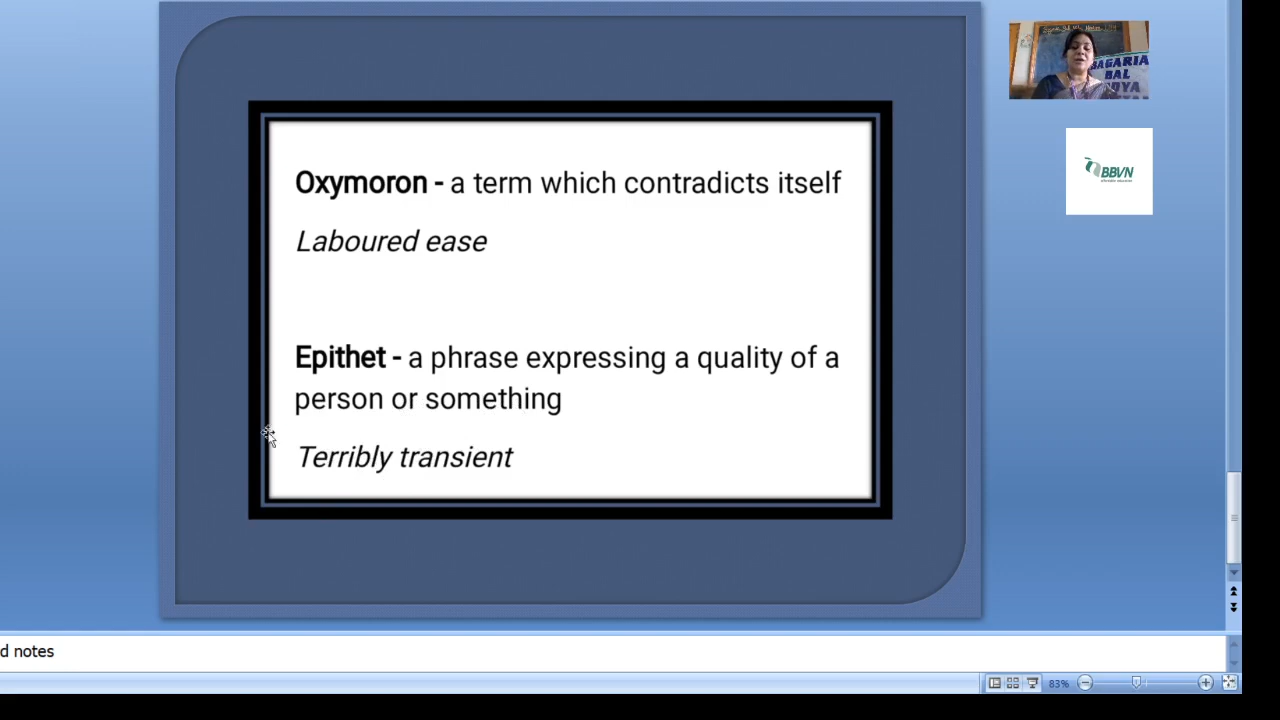 Oxymoron - a term which contradicts itself
Laboured ease
Epithet - a phrase expressing a quality of a
person or something
Terribly transient
BAL
BBVN
d notes
83%